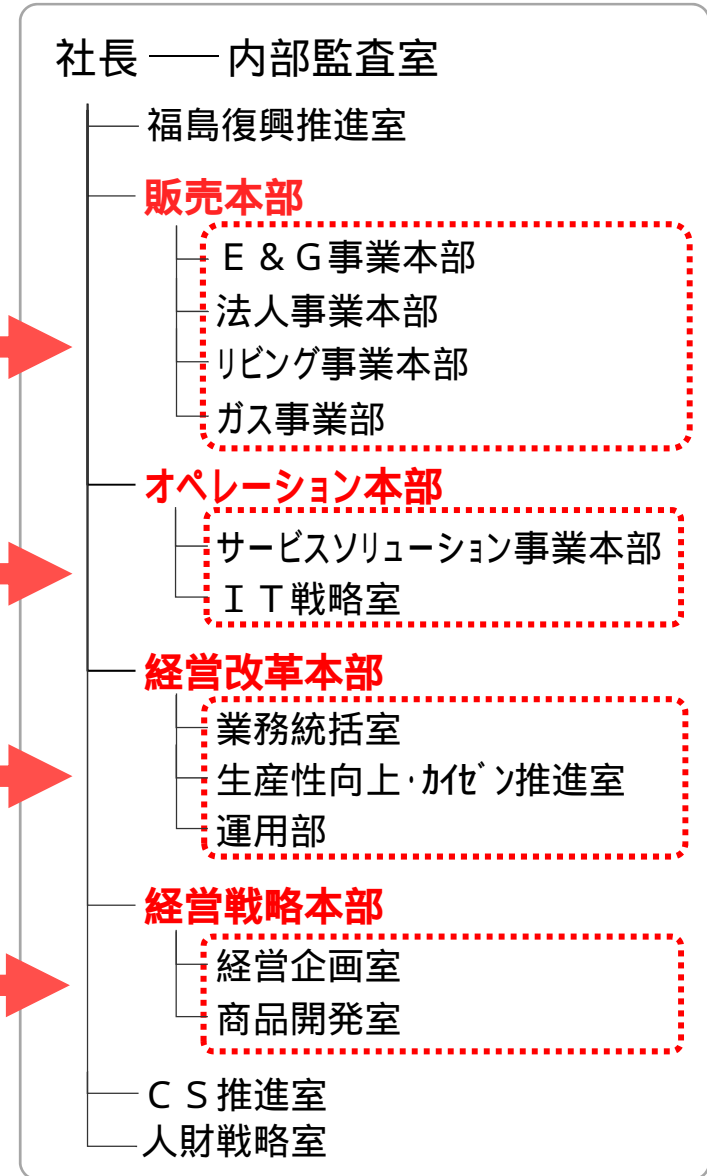 社長 ── 内部監査室
福島復興推進室
販売本部
Ｅ＆Ｇ事業本部
法人事業本部
ﾘﾋﾞﾝｸﾞ事業本部
ｶﾞｽ事業部
ｵﾍﾟﾚｰｼｮﾝ本部
ｻｰﾋﾞｽｿﾘｭｰｼｮﾝ事業本部
ＩＴ戦略室
経営改革本部
業務統括室
生産性向上･ｶｲｾﾞﾝ推進室
運用部
経営戦略本部
経営企画室
商品開発室
ＣＳ推進室
人財戦略室